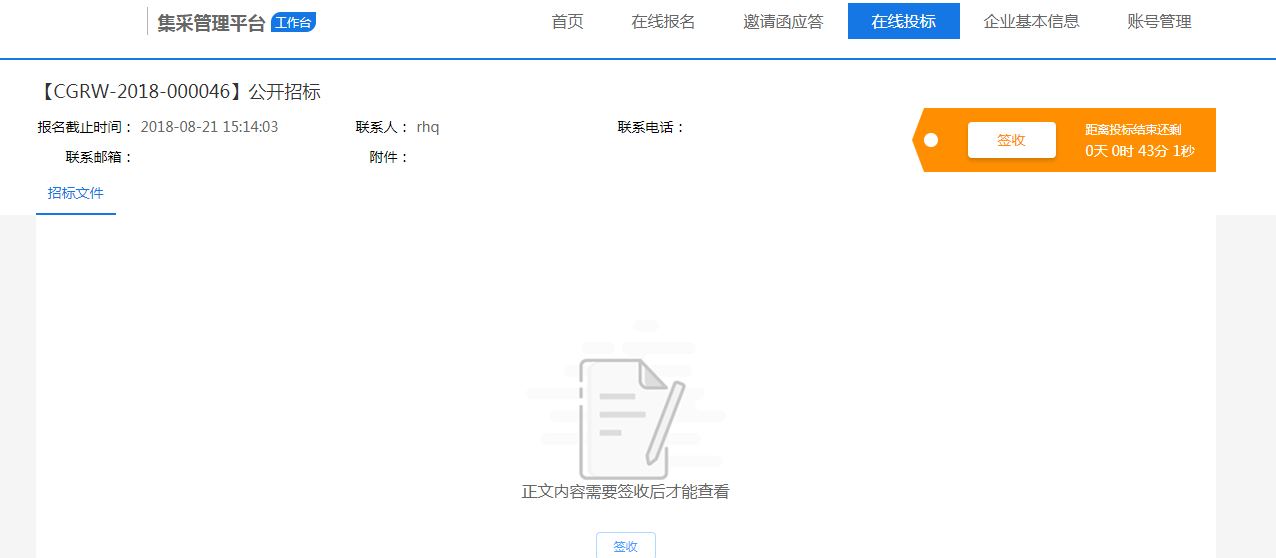 集采管理平台 工作台 首页 在线报名 邀请函应答 在线投标 企业基本信息 账号管理
【CGRW-2018-000046】公开招标
报名截止时间： 2018-08-21 15:14:03 联系人： rhq 联系电话：
联系邮箱： 附件：
签收
距离投标结束还剩
0天 0时 43分 1秒
招标文件
正文内容需要签收后才能查看
签收